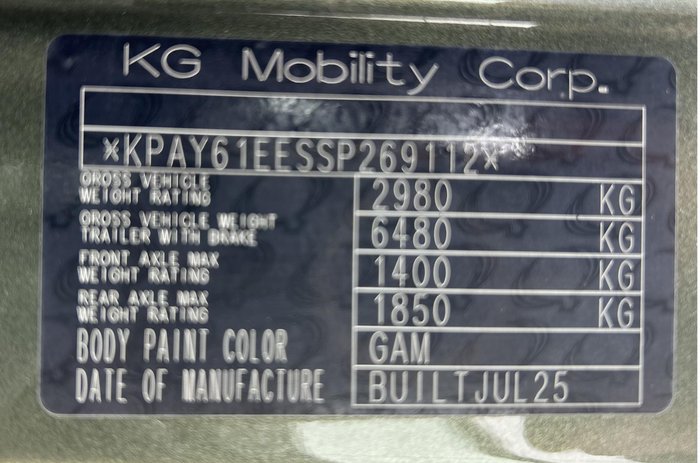 KG Mobility Corp.
*KPAY61EESSP269112*
GROSS VEHICLE
WEIGHT RATING
2980 KG
GROSS VEHICLE WEIGHT
TRAILER WITH BRAKE
6480 KG
FRONT AXLE MAX
WEIGHT RATING
1400 KG
REAR AXLE MAX
WEIGHT RATING
1850 KG
BODY PAINT COLOR GAM
DATE OF MANUFACTURE BUILTJUL25